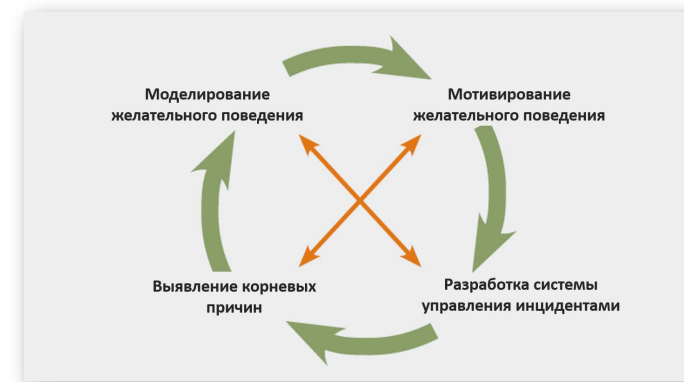 Моделирование
желательного поведения
Мотивирование
желательного поведения
Выявление корневых
причин
Разработка системы
управления инцидентами